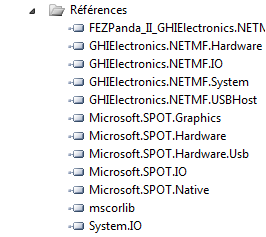 Références
FEZPanda_II_GHIElectronics.NETM
GHIElectronics.NETMF.Hardware
GHIElectronics.NETMF.IO
GHIElectronics.NETMF.System
GHIElectronics.NETMF.USBHost
Microsoft.SPOT.Graphics
Microsoft.SPOT.Hardware
Microsoft.SPOT.Hardware.Usb
Microsoft.SPOT.IO
Microsoft.SPOT.Native
mscorlib
System.IO